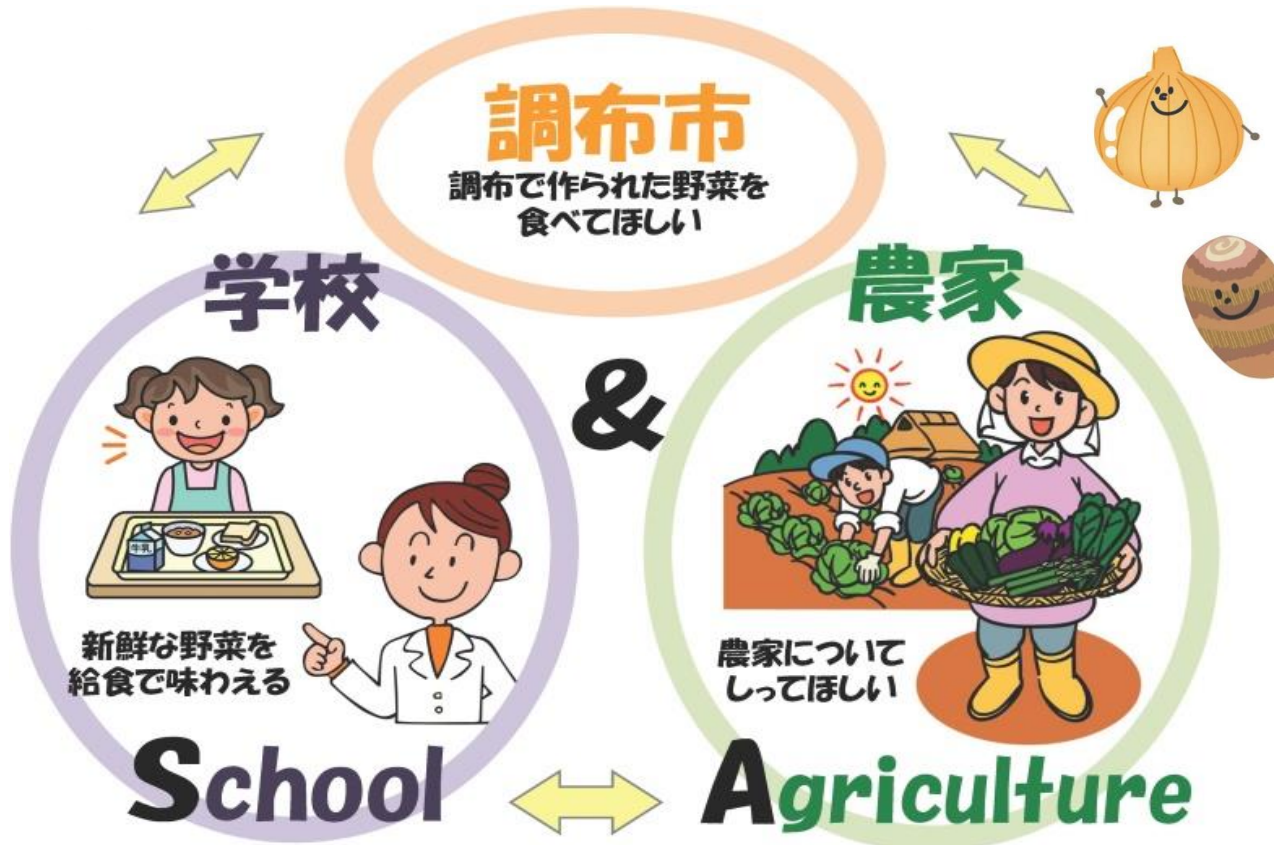 調布市
調布で作られた野菜を
食べてほしい
学校
&
農家
牛乳
新鮮な野菜を
給食で味わえる
農家について
しってほしい
School
Agriculture